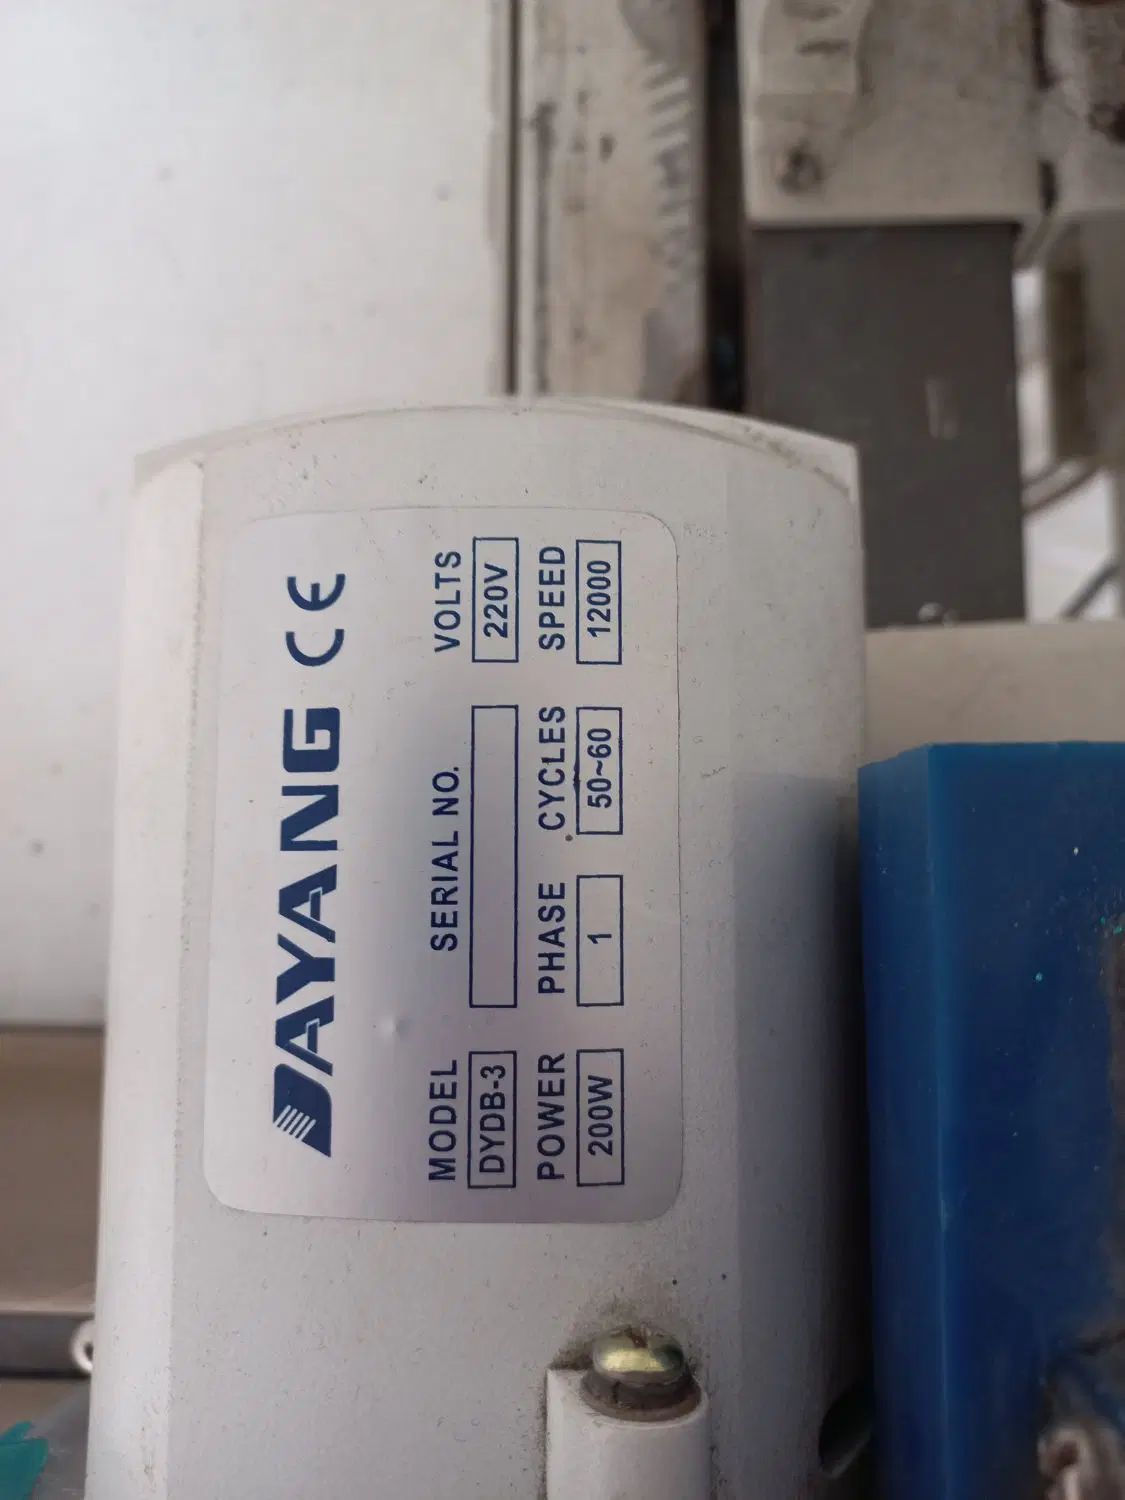 DAYANG CE
MODEL SERIAL NO. VOLTS
DYDB-3 220V
POWER PHASE CYCLES SPEED
200W 1 50~60 12000